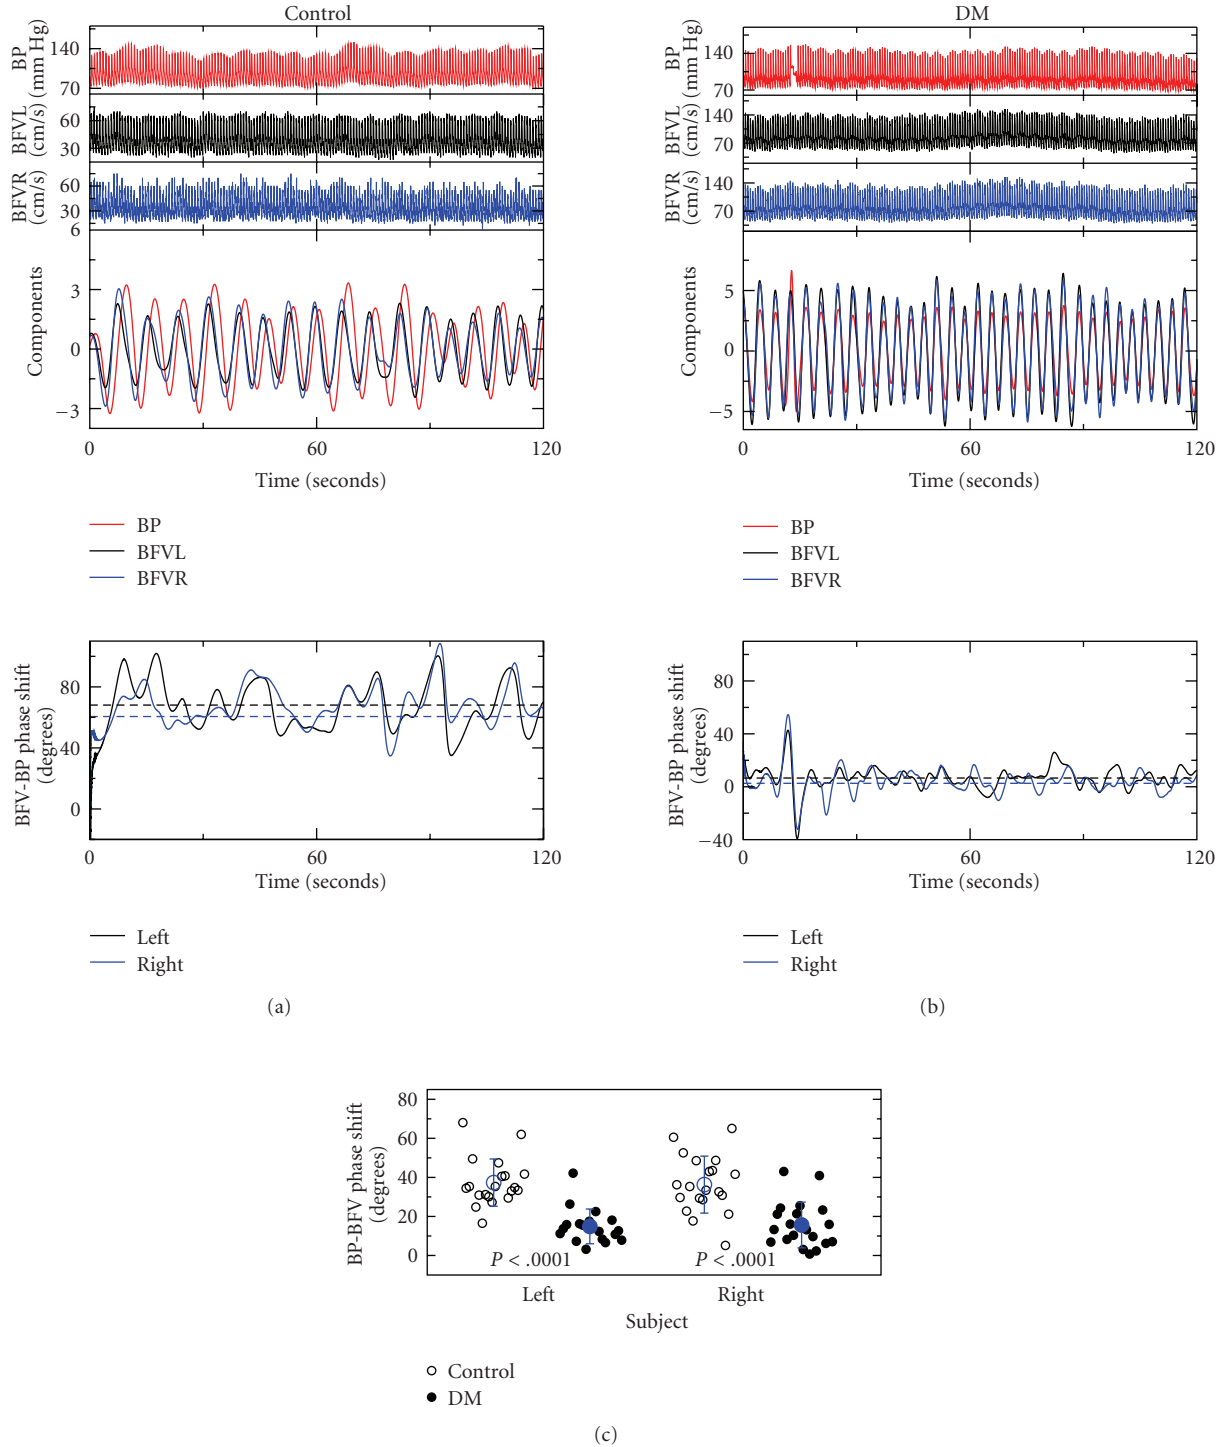 Control
BP
(mm Hg)
140
70
BFVL
(cm/s)
60
30
BFVR
(cm/s)
60
30
6
Components
3
0
−3
0
60
120
Time (seconds)
BP
BFVL
BFVR
BFV-BP phase shift
(degrees)
80
40
0
0
60
120
Time (seconds)
Left
Right
(a)
DM
BP
(mm Hg)
140
70
BFVL
(cm/s)
140
70
BFVR
(cm/s)
140
70
Components
5
0
−5
0
60
120
Time (seconds)
BP
BFVL
BFVR
BFV-BP phase shift
(degrees)
80
40
0
−40
0
60
120
Time (seconds)
Left
Right
(b)
BP-BFV phase shift
(degrees)
80
60
40
20
0
P < .0001
P < .0001
Left
Right
Subject
Control
DM
(c)